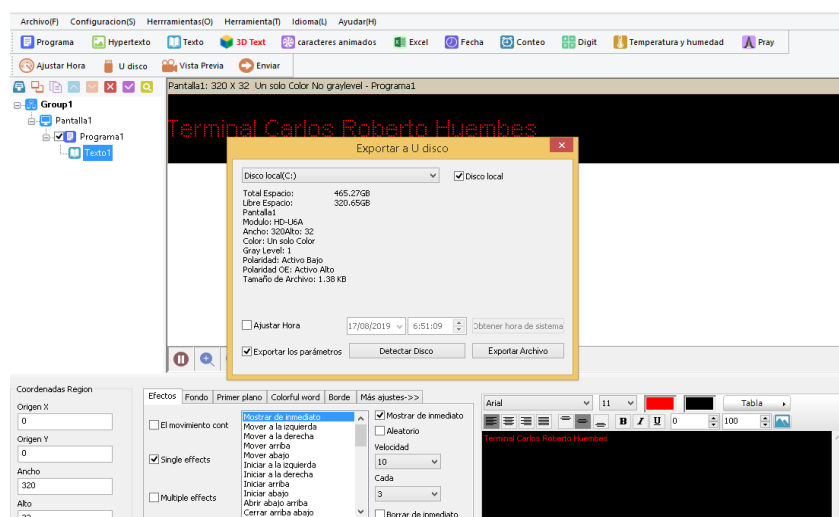 Archivo(F) Configuracion(S) Herrramientas(O) Herramienta(T) Idioma(L) Ayudar(H)
Programa Hypertexto Texto 3D Text caracteres animados Excel Fecha Conteo Digit Temperatura y humedad Pray
Ajustar Hora U disco Vista Previa Enviar
Pantalla1: 320 X 32 Un solo Color No graylevel - Programa1
Group1
Pantalla1
Programa1
Texto1
Terminal Carlos Roberto Huembes
Exportar a U disco
Disco local(C:) Disco local
Total Espacio: 465.27GB
Libre Espacio: 320.65GB
Pantalla1
Modulo: HD-U6A
Ancho: 320Alto: 32
Color: Un solo Color
Gray Level: 1
Polaridad: Activo Bajo
Polaridad OE: Activo Alto
Tamaño de Archivo: 1.38 KB
Ajustar Hora 17/08/2019 6:51:09 Obtener hora de sistema
Exportar los parámetros Detectar Disco Exportar Archivo
Coordenadas Region
Origen X
0
Origen Y
0
Ancho
320
Alto
32
Efectos Fondo Primer plano Colorful word Borde Más ajustes->>
El movimiento cont
Single effects
Multiple effects
Mostrar de inmediato
Mover a la izquierda
Mover a la derecha
Mover arriba
Mover abajo
Iniciar a la izquierda
Iniciar a la derecha
Iniciar arriba
Iniciar abajo
Abrir abajo arriba
Cerrar arriba abajo
Mostrar de inmediato
Aleatorio
Velocidad
10
Cada
3
Borrar de inmediato
Arial 11 Tabla
B I U 0 100
Terminal Carlos Roberto Huembes